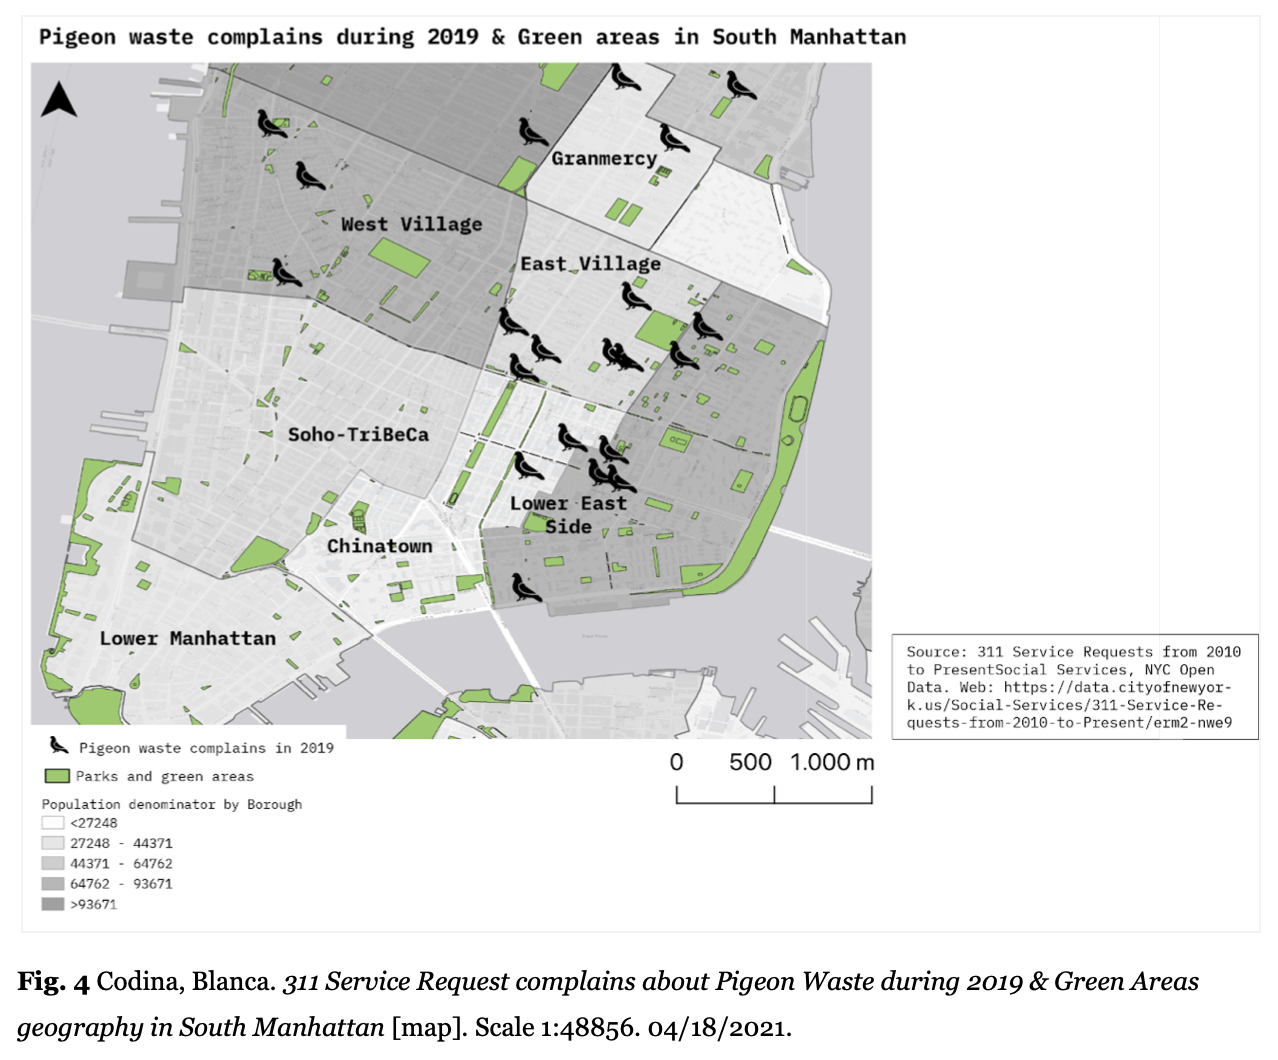 Pigeon waste complains during 2019 & Green areas in South Manhattan
Granmercy
West Village
East Village
Soho-TriBeCa
Lower East
Side
Chinatown
Lower Manhattan
Source: 311 Service Requests from 2010
to PresentSocial Services, NYC Open
Data. Web: https://data.cityofnewyor-
k.us/Social-Services/311-Service-Re-
quests-from-2010-to-Present/erm2-nwe9
Pigeon waste complains in 2019
Parks and green areas
Population denominator by Borough
<27248
27248 - 44371
44371 - 64762
64762 - 93671
>93671
0 500 1.000 m
Fig. 4 Codina, Blanca. 311 Service Request complains about Pigeon Waste during 2019 & Green Areas
geography in South Manhattan [map]. Scale 1:48856. 04/18/2021.